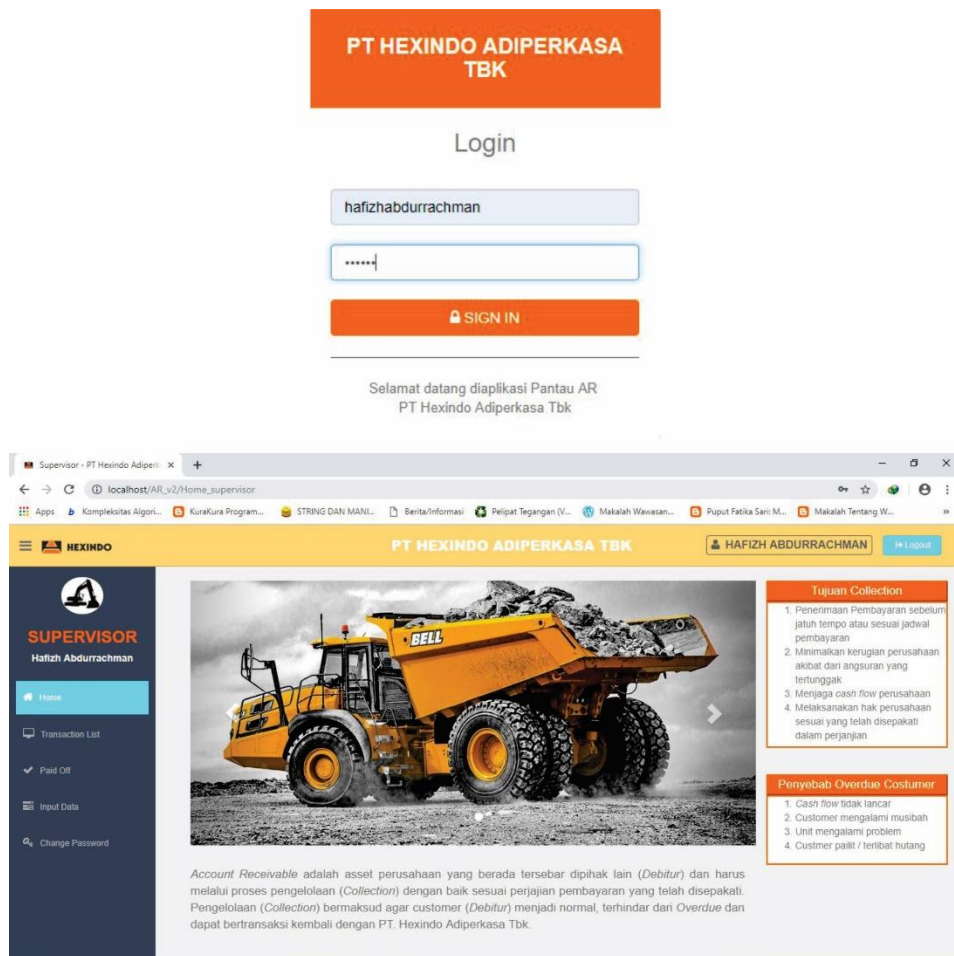 PT HEXINDO ADIPERKASA
TBK
Login
hafizhabdurrachman
••••••
SIGN IN
Selamat datang diaplikasi Pantau AR
PT Hexindo Adiperkasa Tbk
Supervisor - PT Hexindo Adiperk
localhost/AR_v2/Home_supervisor
Apps Kompleksitas Algori... KuraKura Program... STRING DAN MANI... Berita/Informasi Pelipat Tegangan (V... Makalah Wawasan... Puput Fatika Sari: M... Makalah Tentang W... »
HEXINDO PT HEXINDO ADIPERKASA TBK HAFIZH ABDURRACHMAN Logout
SUPERVISOR
Hafizh Abdurrachman
Home
Transaction List
Paid Off
Input Data
Change Password
BELL
Account Receivable adalah asset perusahaan yang berada tersebar dipihak lain (Debitur) dan harus
melalui proses pengelolaan (Collection) dengan baik sesuai perjajian pembayaran yang telah disepakati.
Pengelolaan (Collection) bermaksud agar customer (Debitur) menjadi normal, terhindar dari Overdue dan
dapat bertransaksi kembali dengan PT. Hexindo Adiperkasa Tbk.
Tujuan Collection
1. Penerimaan Pembayaran sebelum
jatuh tempo atau sesuai jadwal
pembayaran
2. Minimalkan kerugian perusahaan
akibat dari angsuran yang
tertunggak
3. Menjaga cash flow perusahaan
4. Melaksanakan hak perusahaan
sesuai yang telah disepakati
dalam perjanjian
Penyebab Overdue Costumer
1. Cash flow tidak lancar
2. Customer mengalami musibah
3. Unit mengalami problem
4. Custmer pailit / terlibat hutang